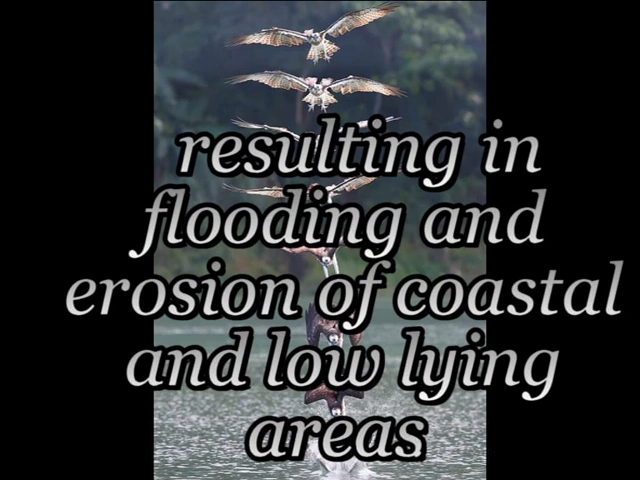 resulting in
flooding and
erosion of coastal
and low lying
areas